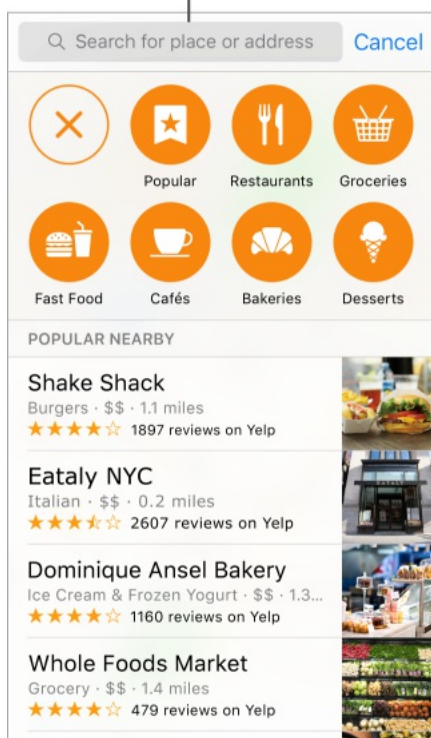 Search for place or address Cancel
Popular Restaurants Groceries
Fast Food Cafés Bakeries Desserts
POPULAR NEARBY
Shake Shack
Burgers · $$ · 1.1 miles
1897 reviews on Yelp
Eataly NYC
Italian · $$ · 0.2 miles
2607 reviews on Yelp
EATALY
Dominique Ansel Bakery
Ice Cream & Frozen Yogurt · $$ · 1.3...
1160 reviews on Yelp
Whole Foods Market
Grocery · $$ · 1.4 miles
479 reviews on Yelp